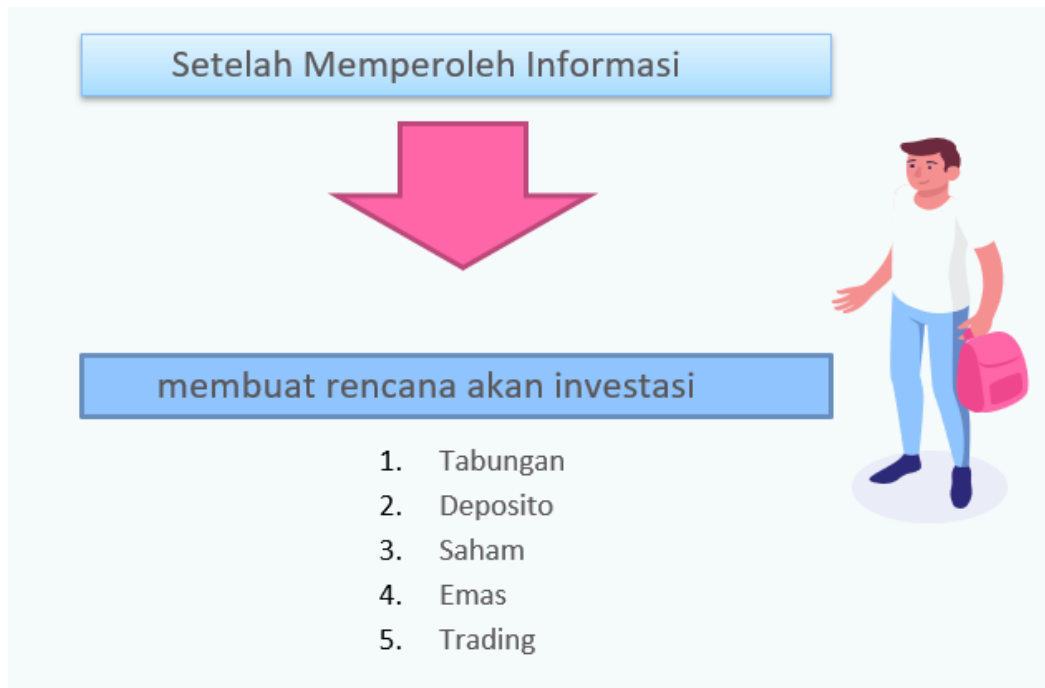 Setelah Memperoleh Informasi
membuat rencana akan investasi
1. Tabungan
2. Deposito
3. Saham
4. Emas
5. Trading